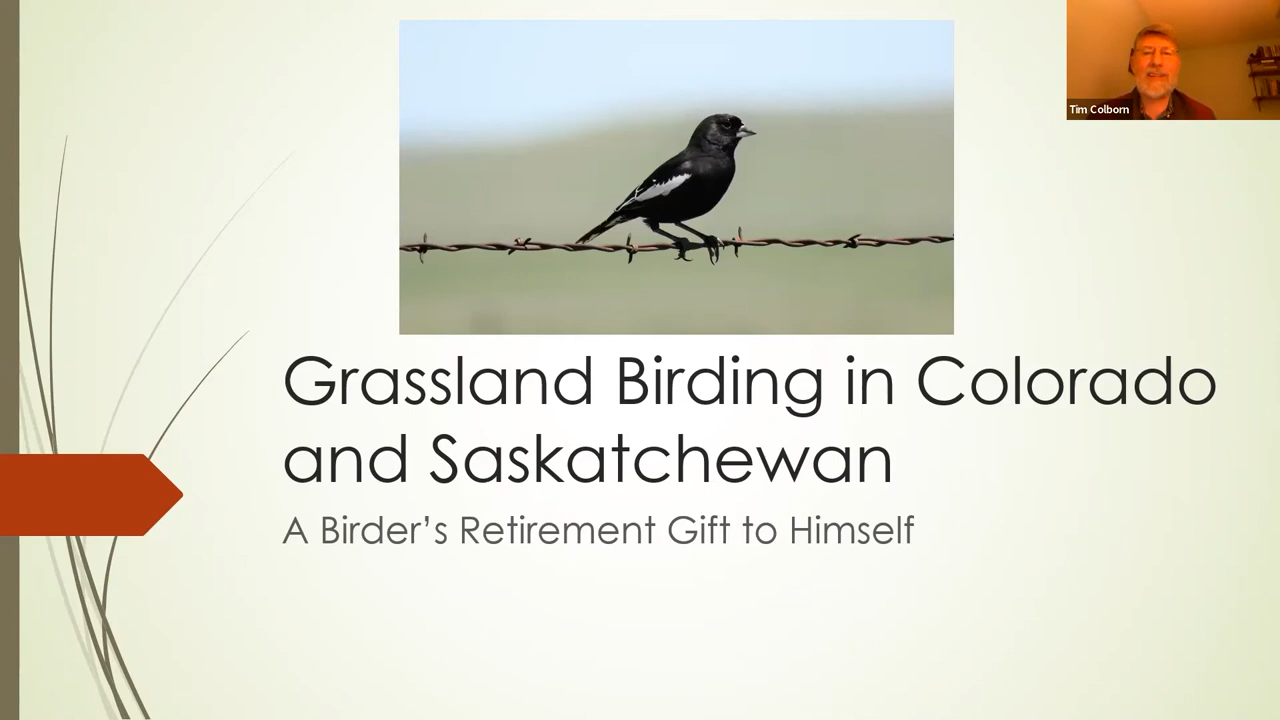 Tim Colborn
Grassland Birding in Colorado
and Saskatchewan
A Birder’s Retirement Gift to Himself